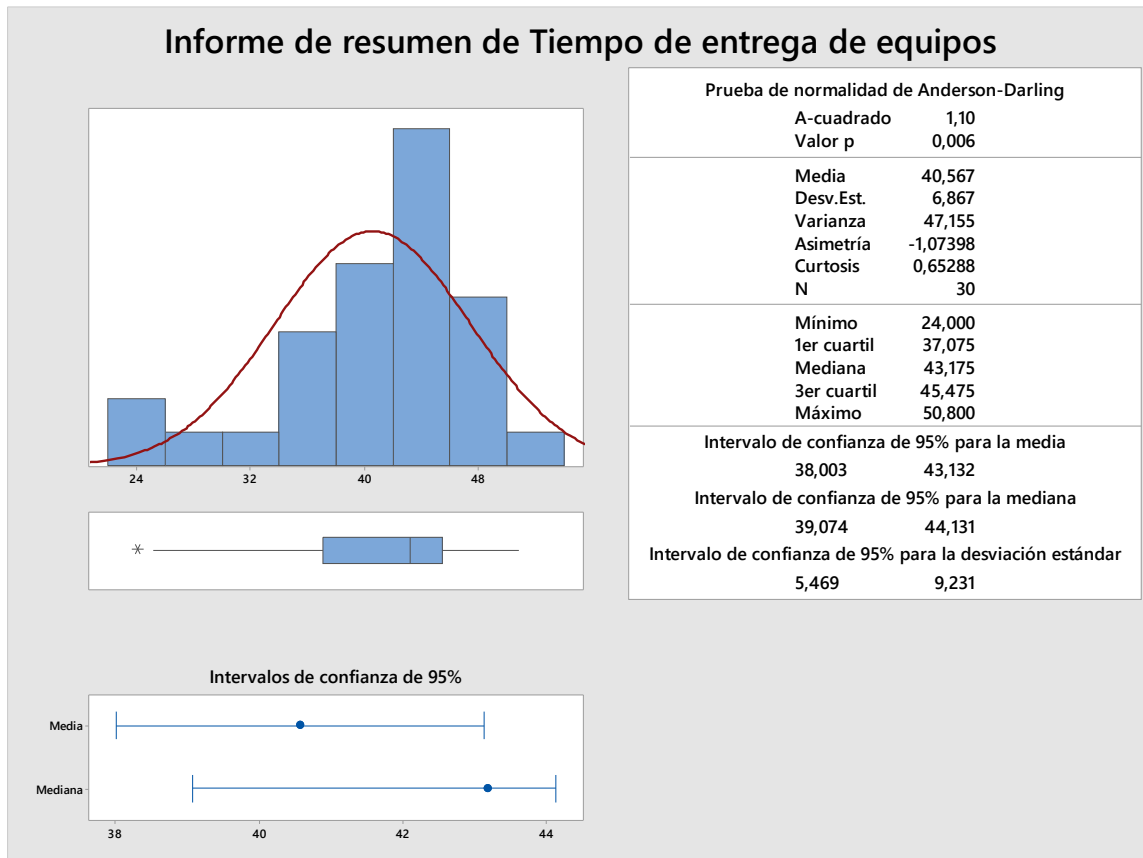 Informe de resumen de Tiempo de entrega de equipos
24 32 40 48
Intervalos de confianza de 95%
Media
Mediana
38 40 42 44
Prueba de normalidad de Anderson-Darling
A-cuadrado 1,10
Valor p 0,006
Media 40,567
Desv.Est. 6,867
Varianza 47,155
Asimetría -1,07398
Curtosis 0,65288
N 30
Mínimo 24,000
1er cuartil 37,075
Mediana 43,175
3er cuartil 45,475
Máximo 50,800
Intervalo de confianza de 95% para la media
38,003 43,132
Intervalo de confianza de 95% para la mediana
39,074 44,131
Intervalo de confianza de 95% para la desviación estándar
5,469 9,231